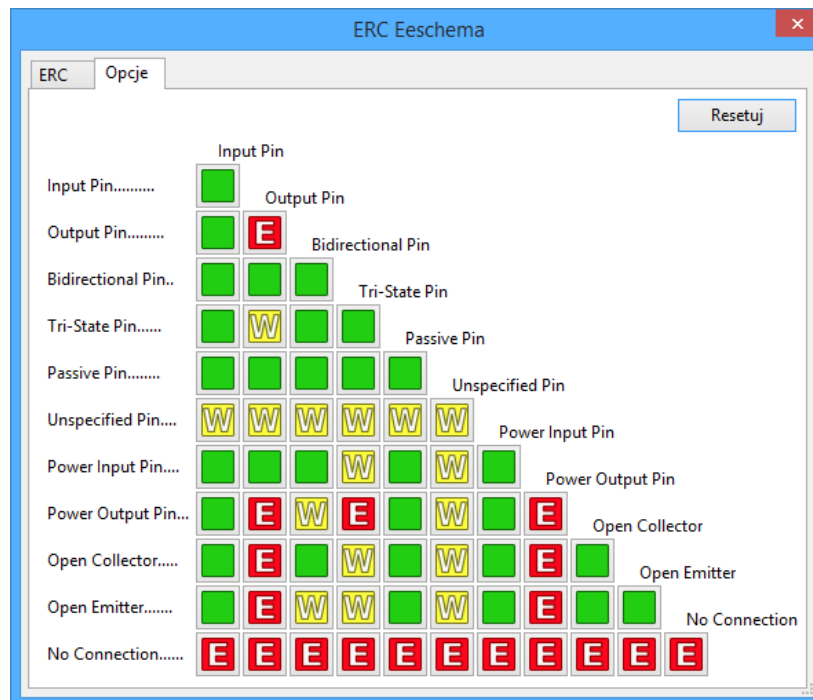 ERC Eeschema
ERC Opcje
Resetuj
Input Pin
Input Pin..........
Output Pin
Output Pin.........
E
Bidirectional Pin
Bidirectional Pin..
Tri-State Pin
Tri-State Pin......
W
Passive Pin
Passive Pin........
Unspecified Pin
Unspecified Pin....
W W W W W W
Power Input Pin
Power Input Pin....
W W
Power Output Pin
Power Output Pin...
E W E W E
Open Collector
Open Collector.....
E W W E
Open Emitter
Open Emitter.......
E W W W E
No Connection
No Connection......
E E E E E E E E E E E